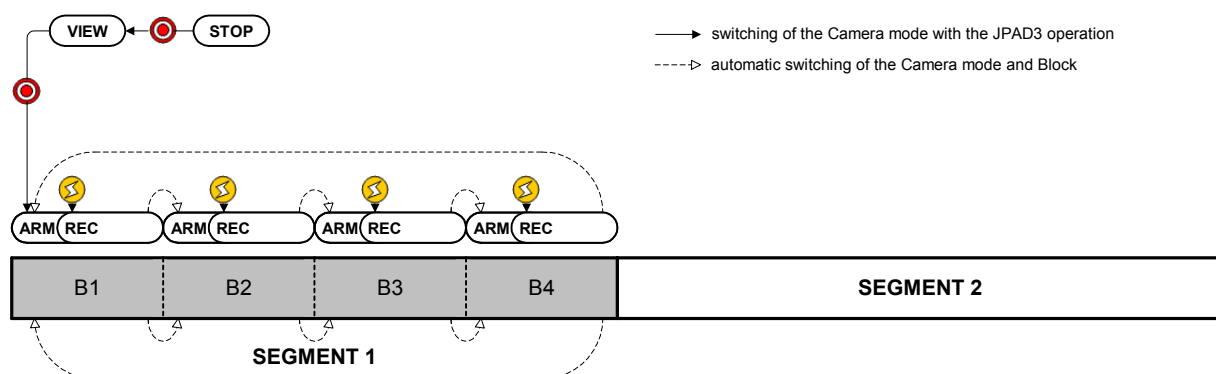 VIEW STOP
switching of the Camera mode with the JPAD3 operation
automatic switching of the Camera mode and Block
ARM REC ARM REC ARM REC ARM REC
B1 B2 B3 B4 SEGMENT 2
SEGMENT 1